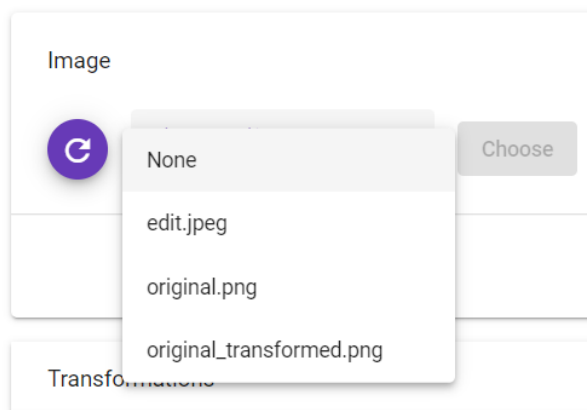 Image
None
Choose
edit.jpeg
original.png
original_transformed.png
Transformations